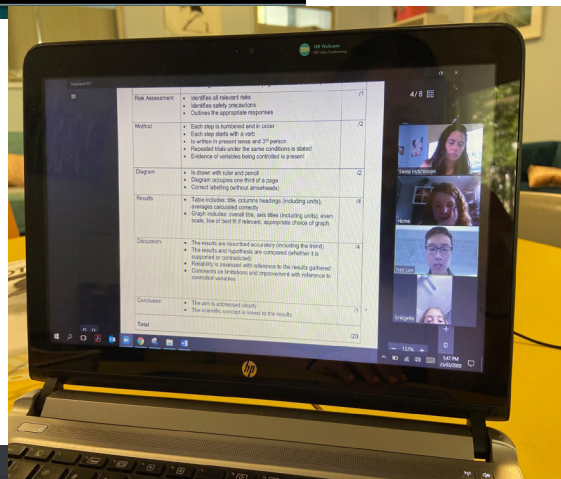 HB Welcome
Risk Assessment
• Identifies all relevant risks
• Identifies safety precautions
• Outlines the appropriate responses
/1
Method
• Each step is numbered and in order
• Each step starts with a verb
• Is written in present tense and 3rd person
• Repeated trials under the same conditions is stated
• Evidence of variables being controlled is present
/2
Diagram
• Is drawn with ruler and pencil
• Diagram occupies one third of a page
• Correct labelling (without arrowheads)
/2
Results
• Table includes: title, columns headings (including units),
averages calculated correctly
• Graph includes: overall title, axis titles (including units), even
scale, line of best fit if relevant, appropriate choice of graph
Discussion
• The results are described accurately (including the trend)
• The results and hypothesis are compared (whether it is
supported or contradicted)
• Reliability is assessed with reference to the results gathered
• Comments on limitations and improvement with reference to
controlled variables
/4
Conclusion
• The aim is addressed clearly
• The scientific concept is linked to the results
/1
Total
/23
4/8
Hutchinson
Home
Bridgette
157%
5:47 PM
hp